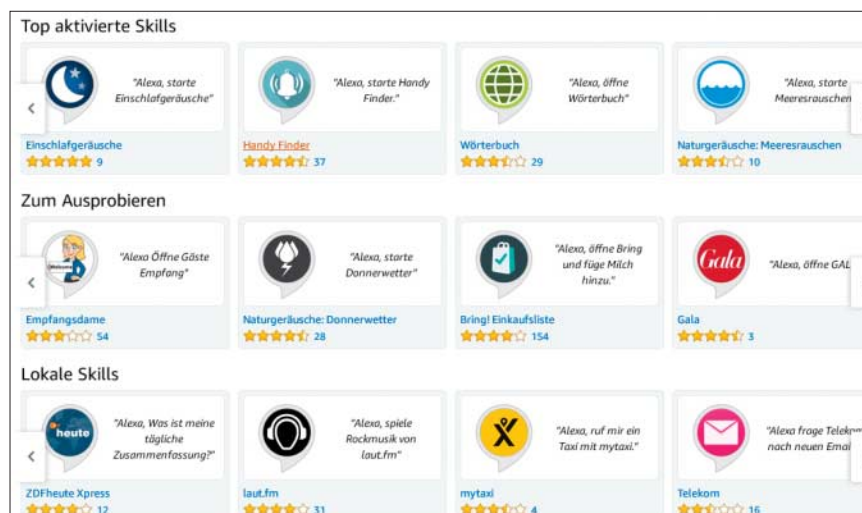 Top aktivierte Skills
"Alexa, starte
Einschlafgeräusche"
"Alexa, starte Handy
Finder."
"Alexa, öffne
Wörterbuch"
"Alexa, starte
Meeresrauschen
Einschlafgeräusche
Handy Finder
Wörterbuch
Naturgeräusche: Meeresrauschen
9
37
29
10
Zum Ausprobieren
Welcome
"Alexa Öffne Gäste
Empfang"
"Alexa, starte
Donnerwetter"
"Alexa, öffne Bring
und füge Milch
hinzu."
Gala
"Alexa, öffne GAL
Empfangsdame
Naturgeräusche: Donnerwetter
Bring! Einkaufsliste
Gala
54
28
154
3
Lokale Skills
heute
"Alexa, Was ist meine
tägliche
Zusammenfassung?"
"Alexa, spiele
Rockmusik von
laut.fm"
"Alexa, ruf mir ein
Taxi mit mytaxi."
"Alexa frage Telekom
nach neuen Emai
ZDFheute Xpress
laut.fm
mytaxi
Telekom
12
31
4
16